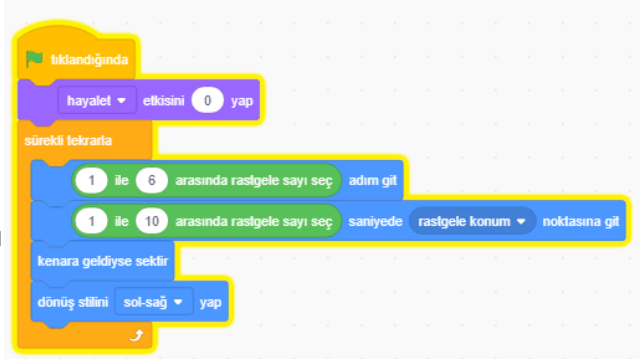 tıklandığında
hayalet etkisini 0 yap
sürekli tekrarla
1 ile 6 arasında rastgele sayı seç adım git
1 ile 10 arasında rastgele sayı seç saniyede rastgele konum noktasına git
kenara geldiyse sektir
dönüş stilini sol-sağ yap